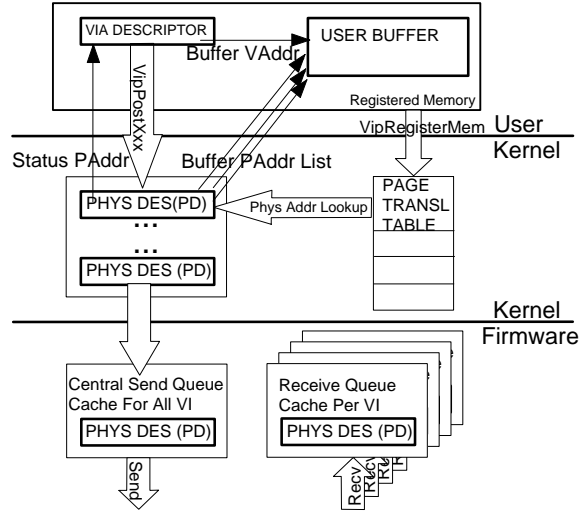 VIA DESCRIPTOR
USER BUFFER
Buffer VAddr
VipPostXxx
Registered Memory
VipRegisterMem
User
Kernel
Status PAddr
Buffer PAddr List
PHYS DES(PD)
...
...
PHYS DES (PD)
Phys Addr Lookup
PAGE
TRANSL
TABLE
Kernel
Firmware
Central Send Queue
Cache For All VI
PHYS DES (PD)
Send
Receive Queue
Cache Per VI
PHYS DES (PD)
Recv
Recv
Recv